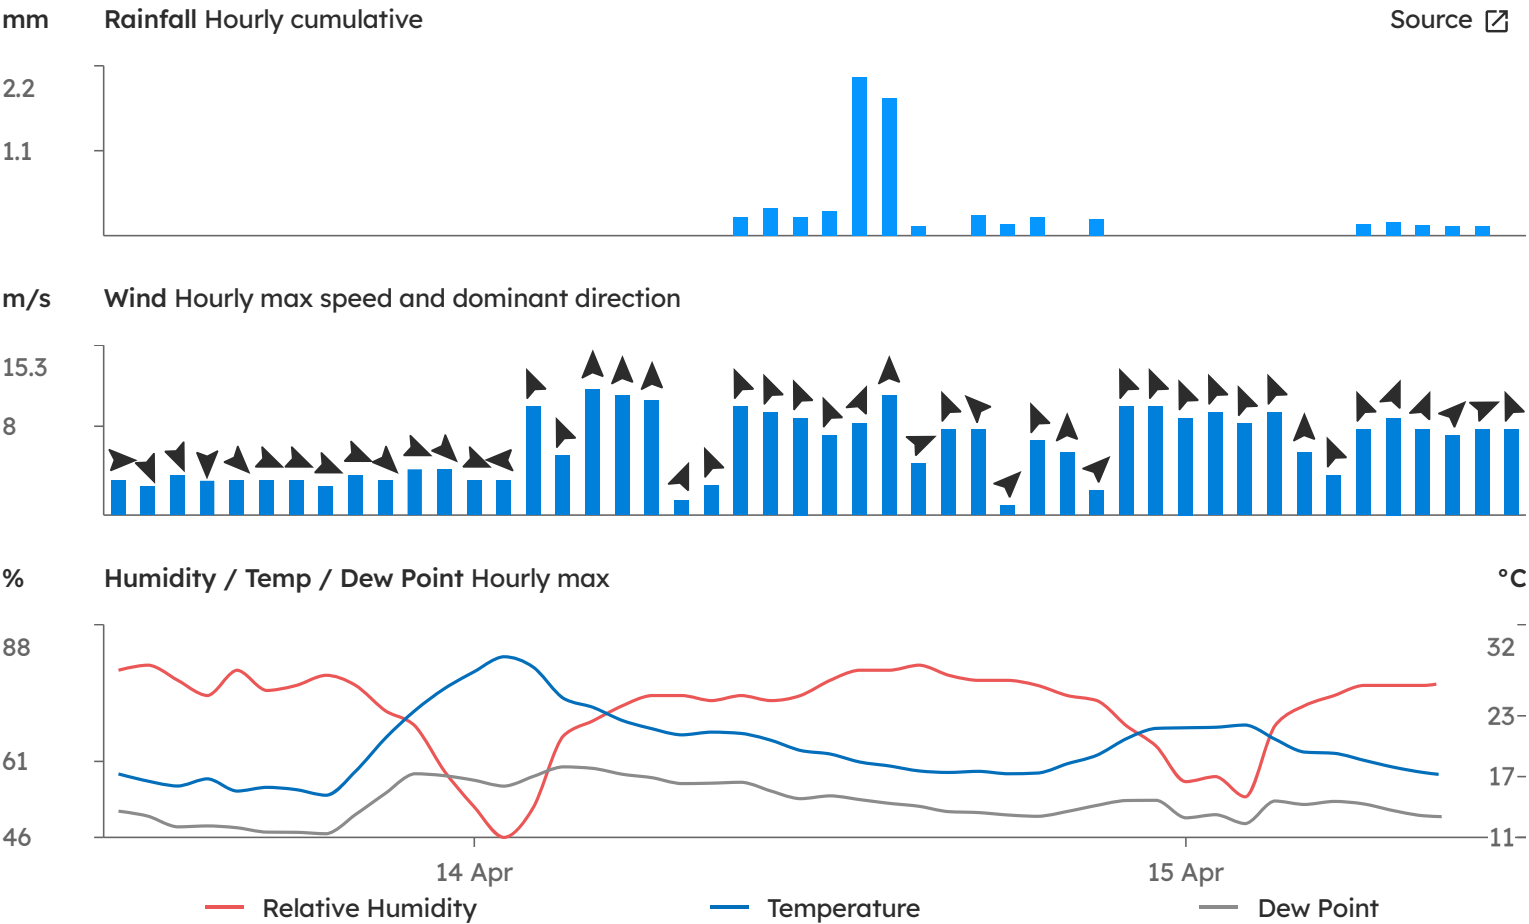 mm Rainfall Hourly cumulative Source
2.2
1.1
m/s Wind Hourly max speed and dominant direction
15.3
8
% Humidity / Temp / Dew Point Hourly max °C
88 32
23
61 17
46 11
14 Apr 15 Apr
Relative Humidity Temperature Dew Point